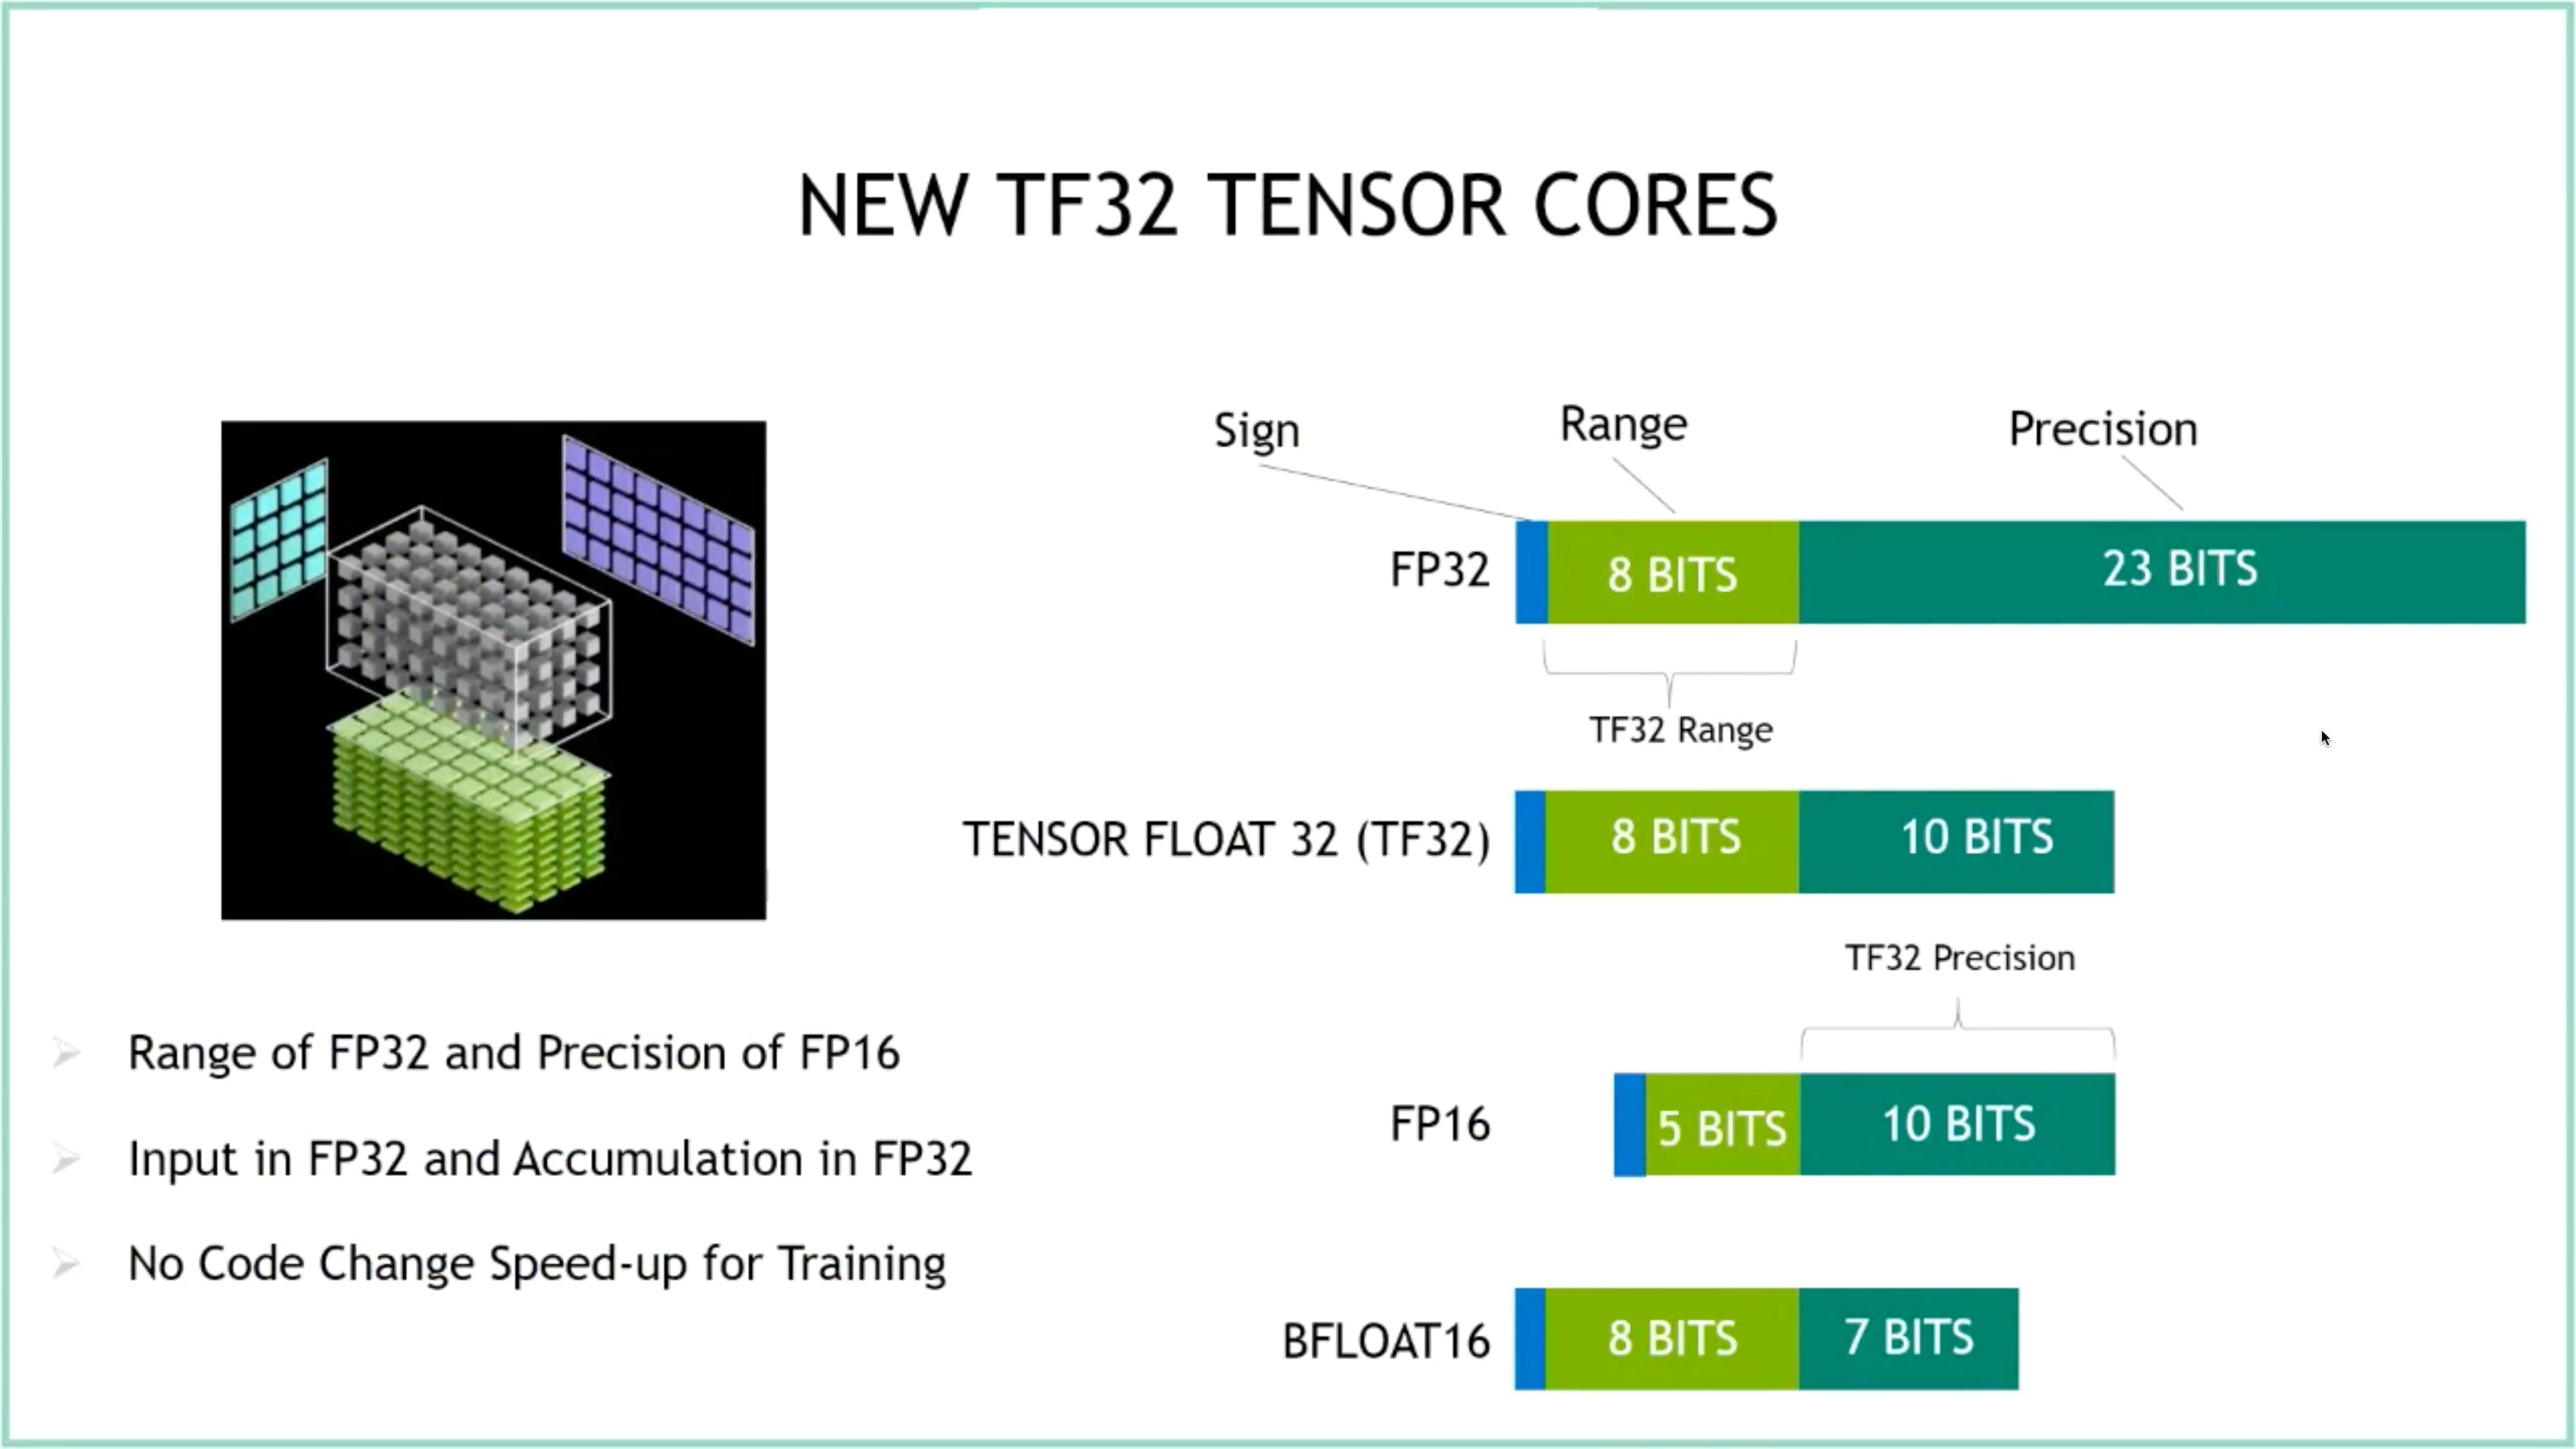 NEW TF32 TENSOR CORES
Sign
Range
Precision
FP32
8 BITS
23 BITS
TF32 Range
TENSOR FLOAT 32 (TF32)
8 BITS
10 BITS
TF32 Precision
FP16
5 BITS
10 BITS
BFLOAT16
8 BITS
7 BITS
Range of FP32 and Precision of FP16
Input in FP32 and Accumulation in FP32
No Code Change Speed-up for Training